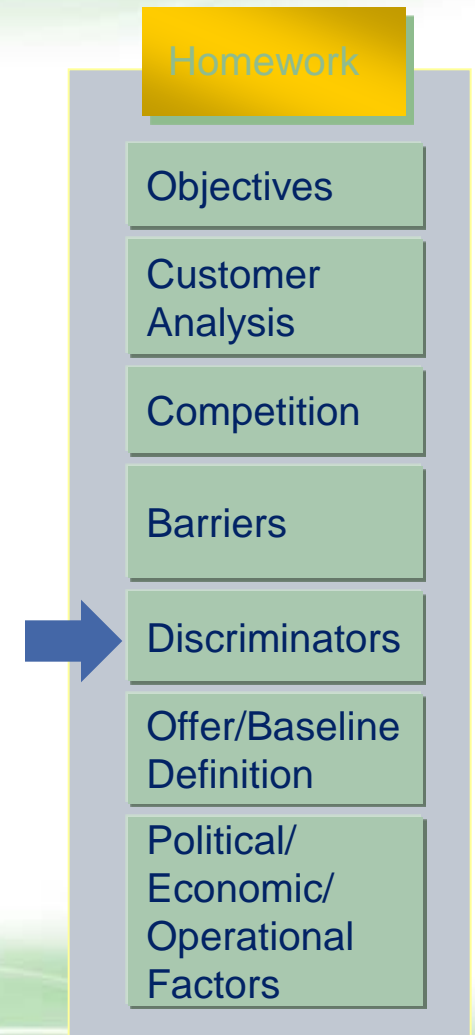 Homework
Objectives
Customer
Analysis
Competition
Barriers
Discriminators
Offer/Baseline
Definition
Political/
Economic/
Operational
Factors